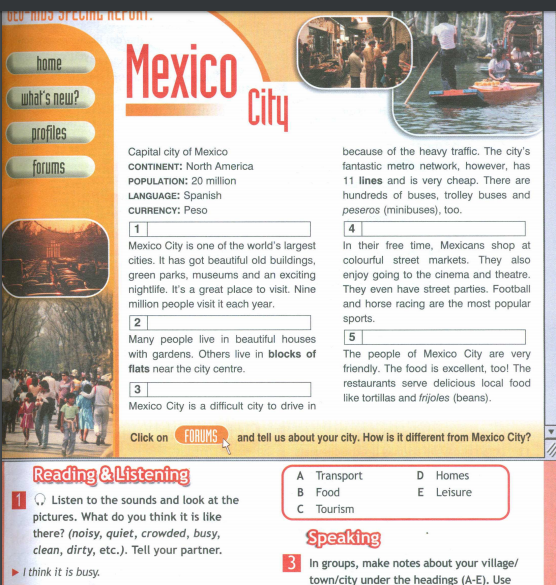 GEO-KIDS SPECIAL REPORT:
home
what's new?
profiles
forums
Mexico
City
Capital city of Mexico
CONTINENT: North America
POPULATION: 20 million
LANGUAGE: Spanish
CURRENCY: Peso
1
Mexico City is one of the world's largest
cities. It has got beautiful old buildings,
green parks, museums and an exciting
nightlife. It's a great place to visit. Nine
million people visit it each year.
2
Many people live in beautiful houses
with gardens. Others live in blocks of
flats near the city centre.
3
Mexico City is a difficult city to drive in
because of the heavy traffic. The city's
fantastic metro network, however, has
11 lines and is very cheap. There are
hundreds of buses, trolley buses and
peseros (minibuses), too.
4
In their free time, Mexicans shop at
colourful street markets. They also
enjoy going to the cinema and theatre.
They even have street parties. Football
and horse racing are the most popular
sports.
5
The people of Mexico City are very
friendly. The food is excellent, too! The
restaurants serve delicious local food
like tortillas and frijoles (beans).
Click on FORUMS and tell us about your city. How is it different from Mexico City?
Reading & Listening
1 Listen to the sounds and look at the
pictures. What do you think it is like
there? (noisy, quiet, crowded, busy,
clean, dirty, etc.). Tell your partner.
I think it is busy.
A Transport
B Food
C Tourism
D Homes
E Leisure
Speaking
3 In groups, make notes about your village/
town/city under the headings (A-E). Use